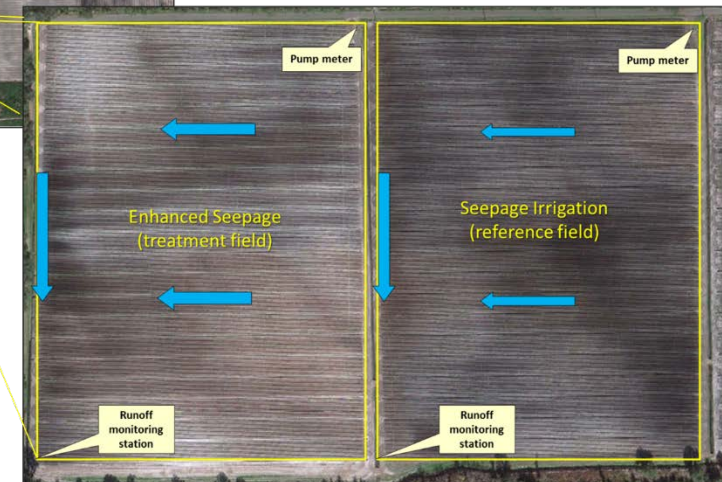 Pump meter
Pump meter
Enhanced Seepage
(treatment field)
Seepage Irrigation
(reference field)
Runoff
monitoring
station
Runoff
monitoring
station